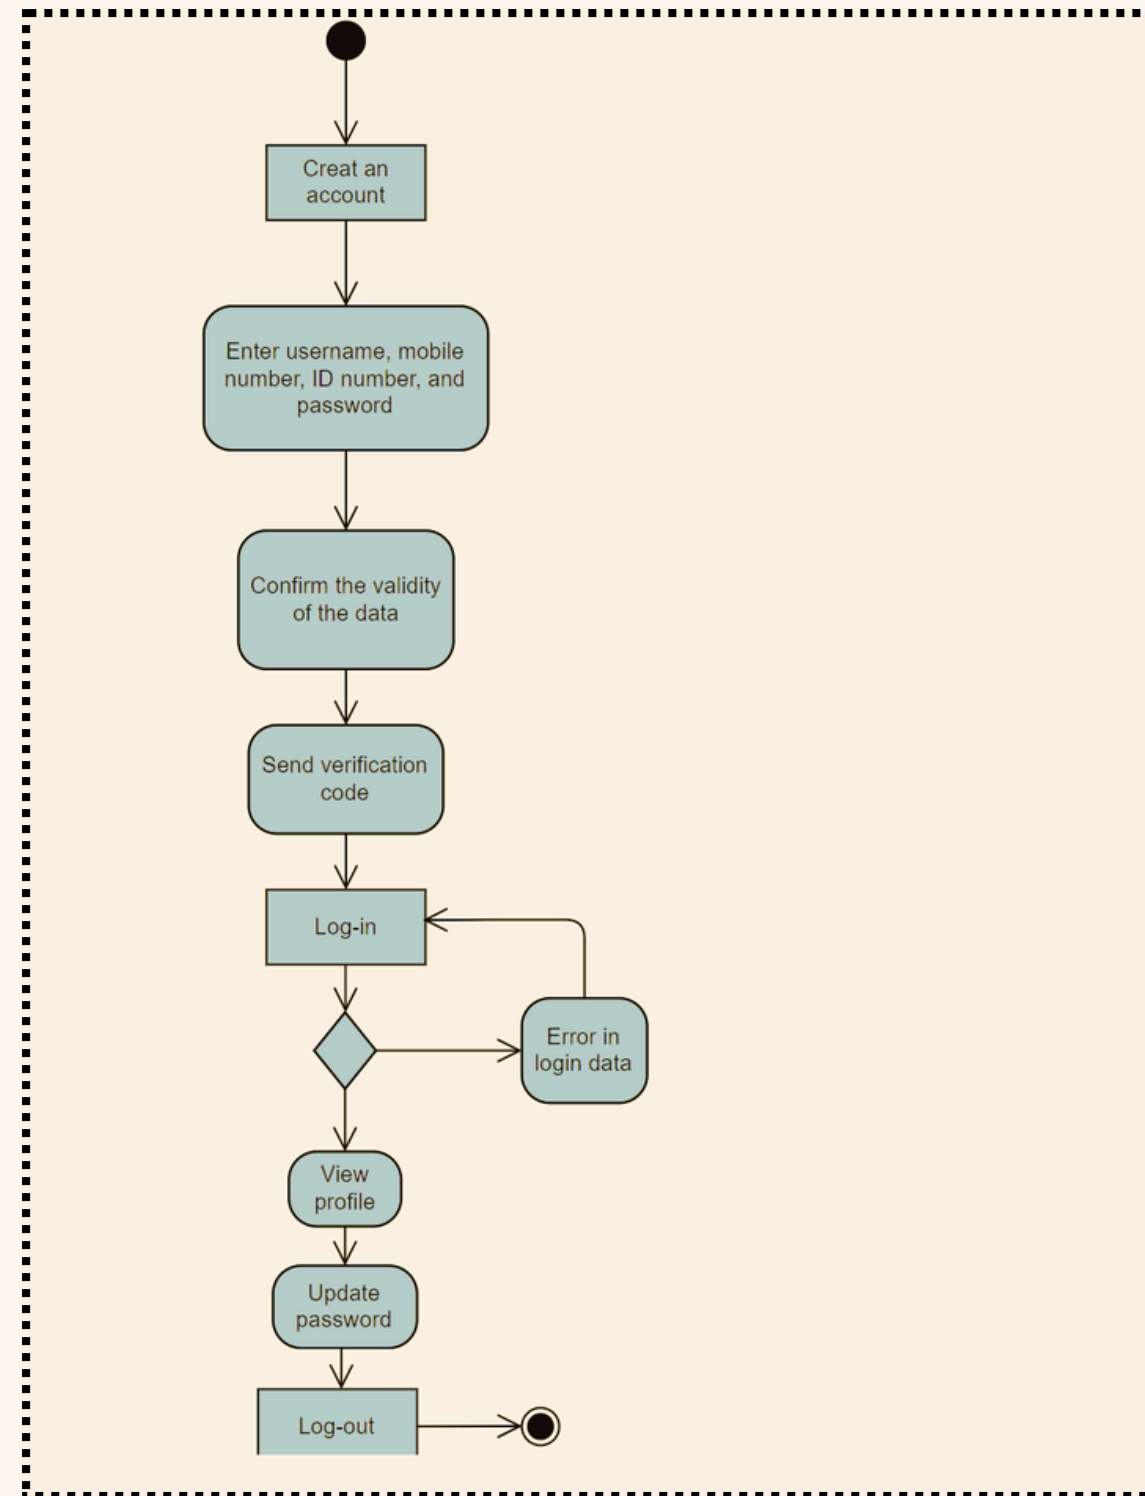 Creat an
account
Enter username, mobile
number, ID number, and
password
Confirm the validity
of the data
Send verification
code
Log-in
Error in
login data
View
profile
Update
password
Log-out